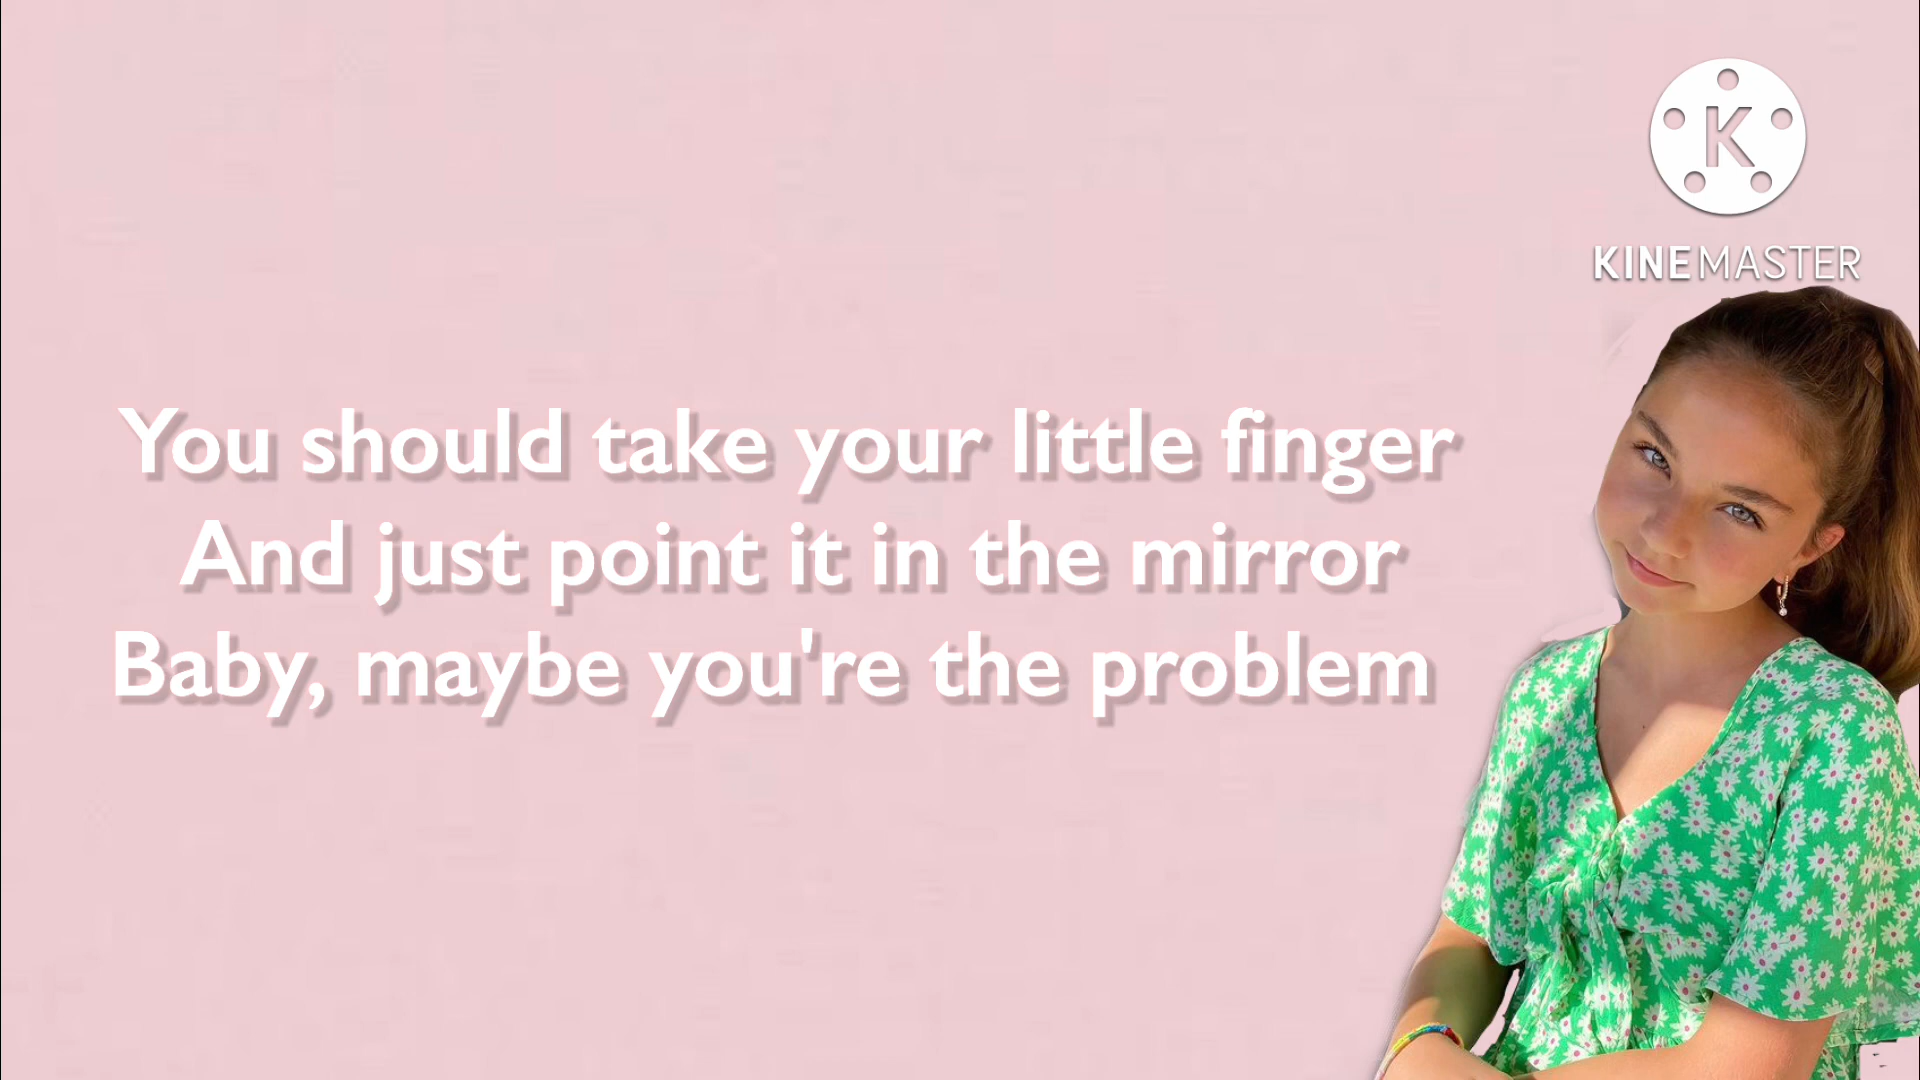 K
KINEMASTER
You should take your little finger
And just point it in the mirror
Baby, maybe you're the problem